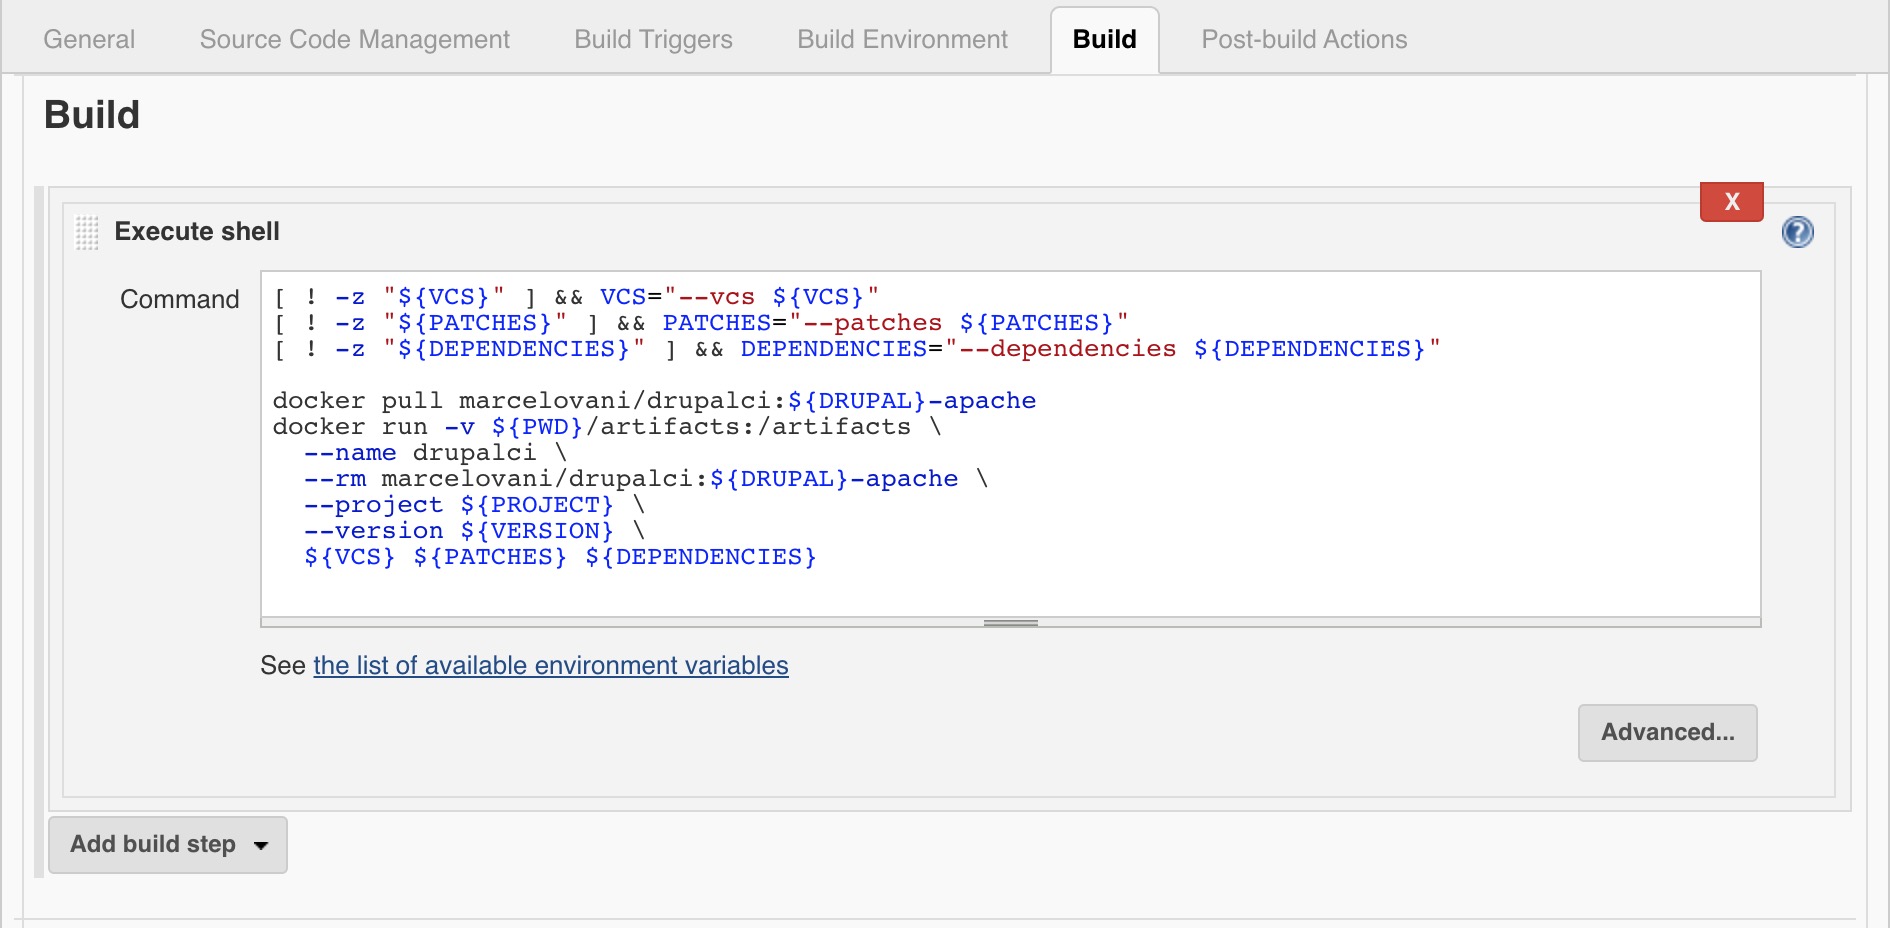 General Source Code Management Build Triggers Build Environment Build Post-build Actions
Build
X
Execute shell
?
Command
[ ! -z "${VCS}" ] && VCS="--vcs ${VCS}"
[ ! -z "${PATCHES}" ] && PATCHES="--patches ${PATCHES}"
[ ! -z "${DEPENDENCIES}" ] && DEPENDENCIES="--dependencies ${DEPENDENCIES}"
docker pull marcelovani/drupalci:${DRUPAL}-apache
docker run -v ${PWD}/artifacts:/artifacts \
--name drupalci \
--rm marcelovani/drupalci:${DRUPAL}-apache \
--project ${PROJECT} \
--version ${VERSION} \
${VCS} ${PATCHES} ${DEPENDENCIES}
See the list of available environment variables
Advanced...
Add build step